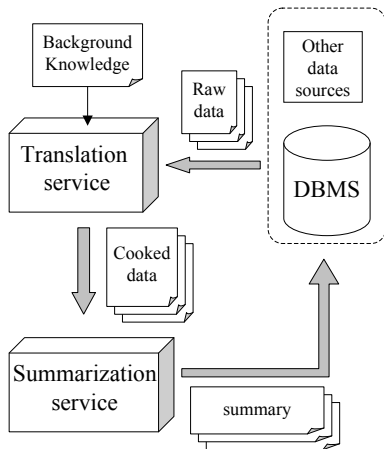 Background
Knowledge
Other
data
sources
Raw
data
Translation
service
DBMS
Cooked
data
Summarization
service
summary